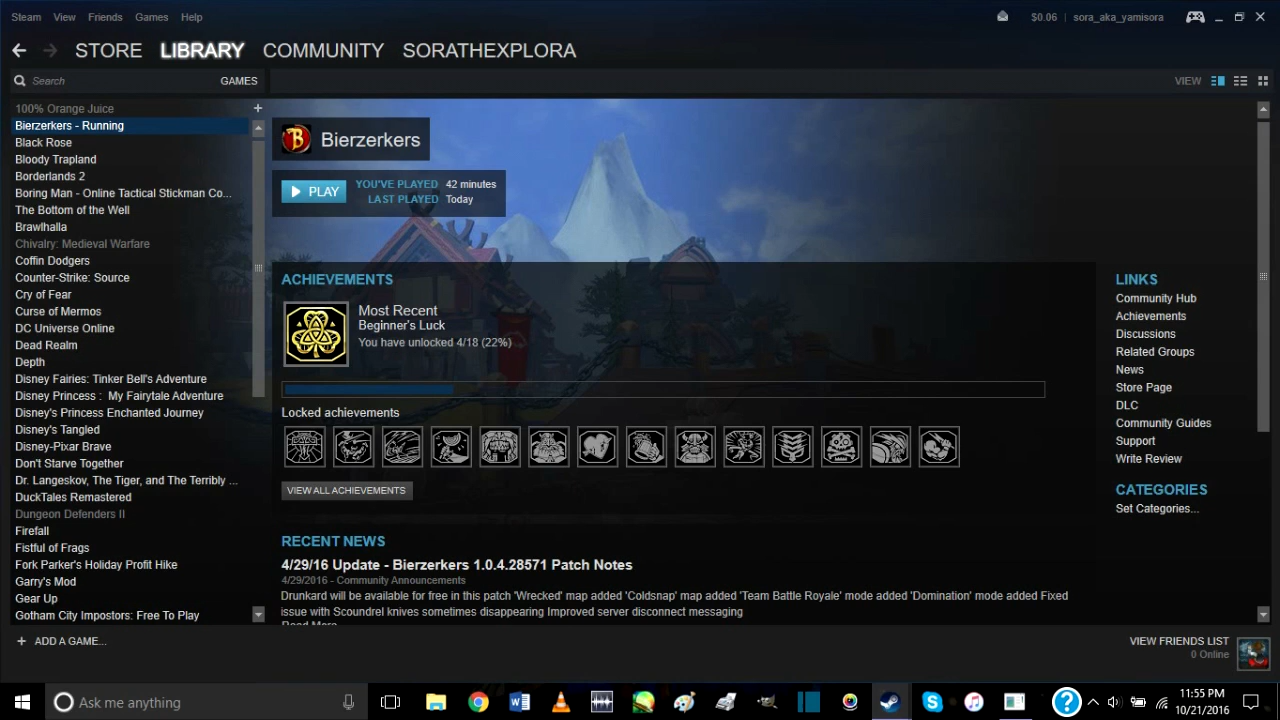 Steam View Friends Games Help
$0.06 sora_aka_yamisora
STORE LIBRARY COMMUNITY SORATHEXPLORA
Search GAMES
VIEW
100% Orange Juice
Bierzerkers - Running
Black Rose
Bloody Trapland
Borderlands 2
Boring Man - Online Tactical Stickman Co...
The Bottom of the Well
Brawlhalla
Chivalry: Medieval Warfare
Coffin Dodgers
Counter-Strike: Source
Cry of Fear
Curse of Mermos
DC Universe Online
Dead Realm
Depth
Disney Fairies: Tinker Bell's Adventure
Disney Princess : My Fairytale Adventure
Disney's Princess Enchanted Journey
Disney's Tangled
Disney-Pixar Brave
Don't Starve Together
Dr. Langeskov, The Tiger, and The Terribly ...
DuckTales Remastered
Dungeon Defenders II
Firefall
Fistful of Frags
Fork Parker's Holiday Profit Hike
Garry's Mod
Gear Up
Gotham City Impostors: Free To Play
+ ADD A GAME...
B Bierzerkers
PLAY
YOU'VE PLAYED 42 minutes
LAST PLAYED Today
ACHIEVEMENTS
Most Recent
Beginner's Luck
You have unlocked 4/18 (22%)
Locked achievements
VIEW ALL ACHIEVEMENTS
RECENT NEWS
4/29/16 Update - Bierzerkers 1.0.4.28571 Patch Notes
4/29/2016 - Community Announcements
Drunkard will be available for free in this patch 'Wrecked' map added 'Coldsnap' map added 'Team Battle Royale' mode added 'Domination' mode added Fixed
issue with Scoundrel knives sometimes disappearing Improved server disconnect messaging
Read More
LINKS
Community Hub
Achievements
Discussions
Related Groups
News
Store Page
DLC
Community Guides
Support
Write Review
CATEGORIES
Set Categories...
VIEW FRIENDS LIST
0 Online
Ask me anything
11:55 PM
10/21/2016